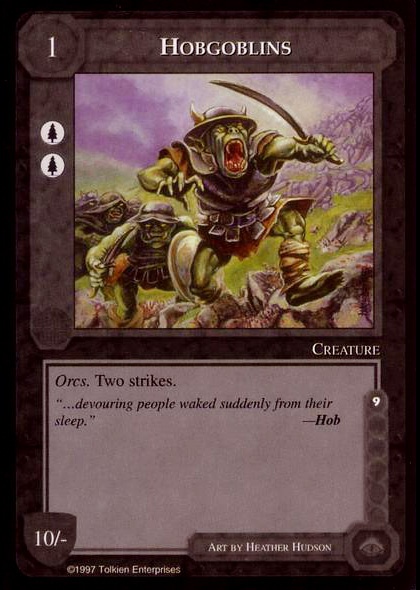 1
HOBGOBLINS
CREATURE
Orcs. Two strikes.
“...devouring people waked suddenly from their
sleep.” —Hob
9
10/-
ART BY HEATHER HUDSON
©1997 Tolkien Enterprises